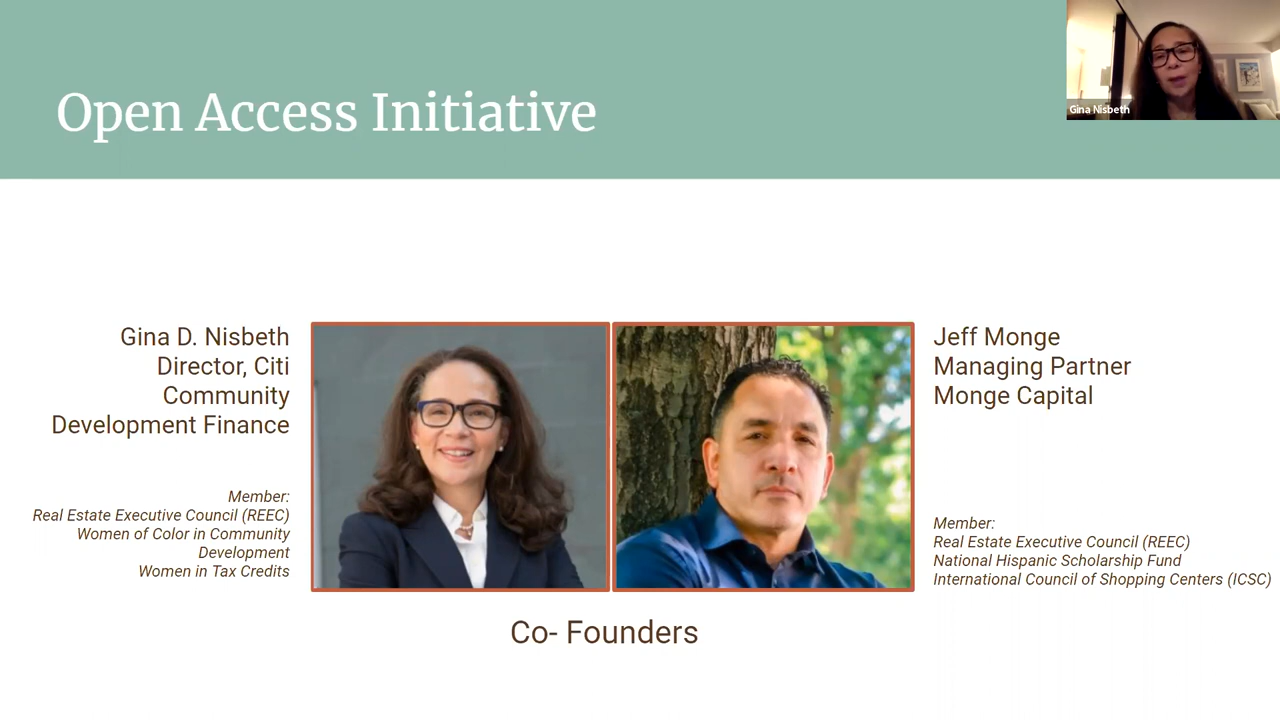 Open Access Initiative
Gina Nisbeth
Gina D. Nisbeth
Director, Citi
Community
Development Finance
Member:
Real Estate Executive Council (REEC)
Women of Color in Community
Development
Women in Tax Credits
Jeff Monge
Managing Partner
Monge Capital
Member:
Real Estate Executive Council (REEC)
National Hispanic Scholarship Fund
International Council of Shopping Centers (ICSC)
Co- Founders